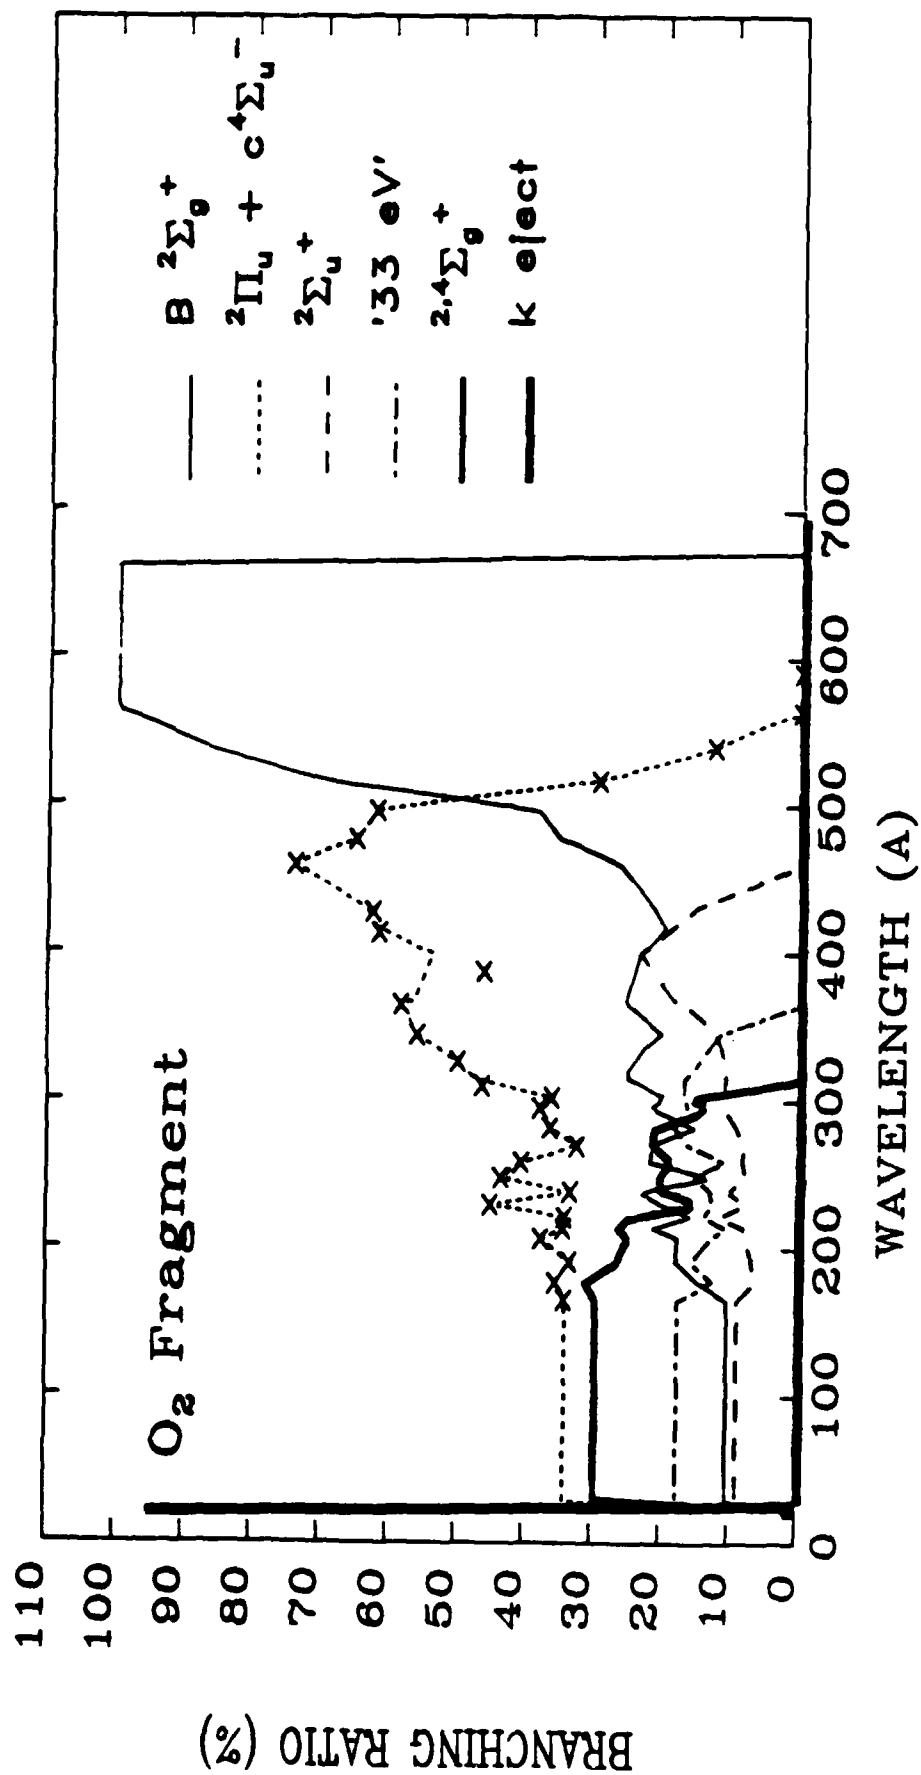 O₂ Fragment
B ²Σg⁺
²Πu + c⁴Σu⁻
²Σu⁺
'33 eV'
²,⁴Σg⁺
k eject
110
100
90
80
70
60
50
40
30
20
10
0
BRANCHING RATIO (%)
0 100 200 300 400 500 600 700
WAVELENGTH (A)